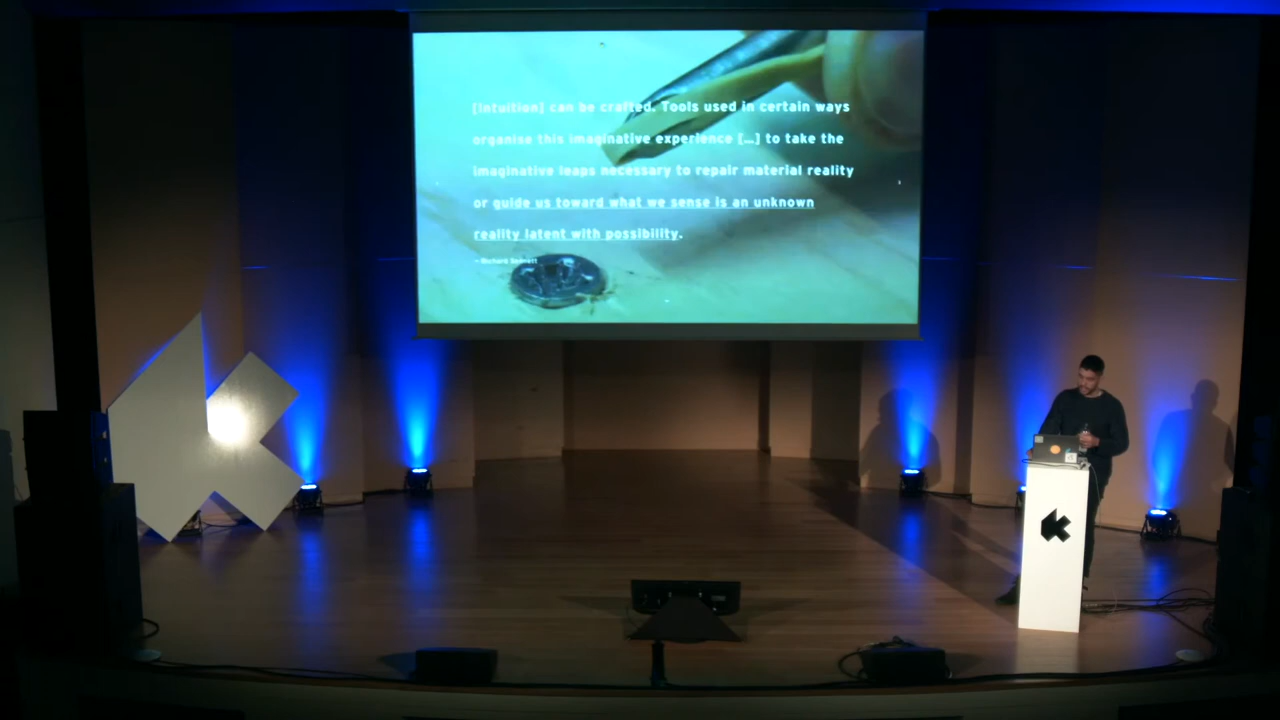 [Intuition] can be crafted. Tools used in certain ways
organise this imaginative experience [...] to take the
imaginative leaps necessary to repair material reality
or guide us toward what we sense is an unknown
reality latent with possibility.
– Richard Sennett